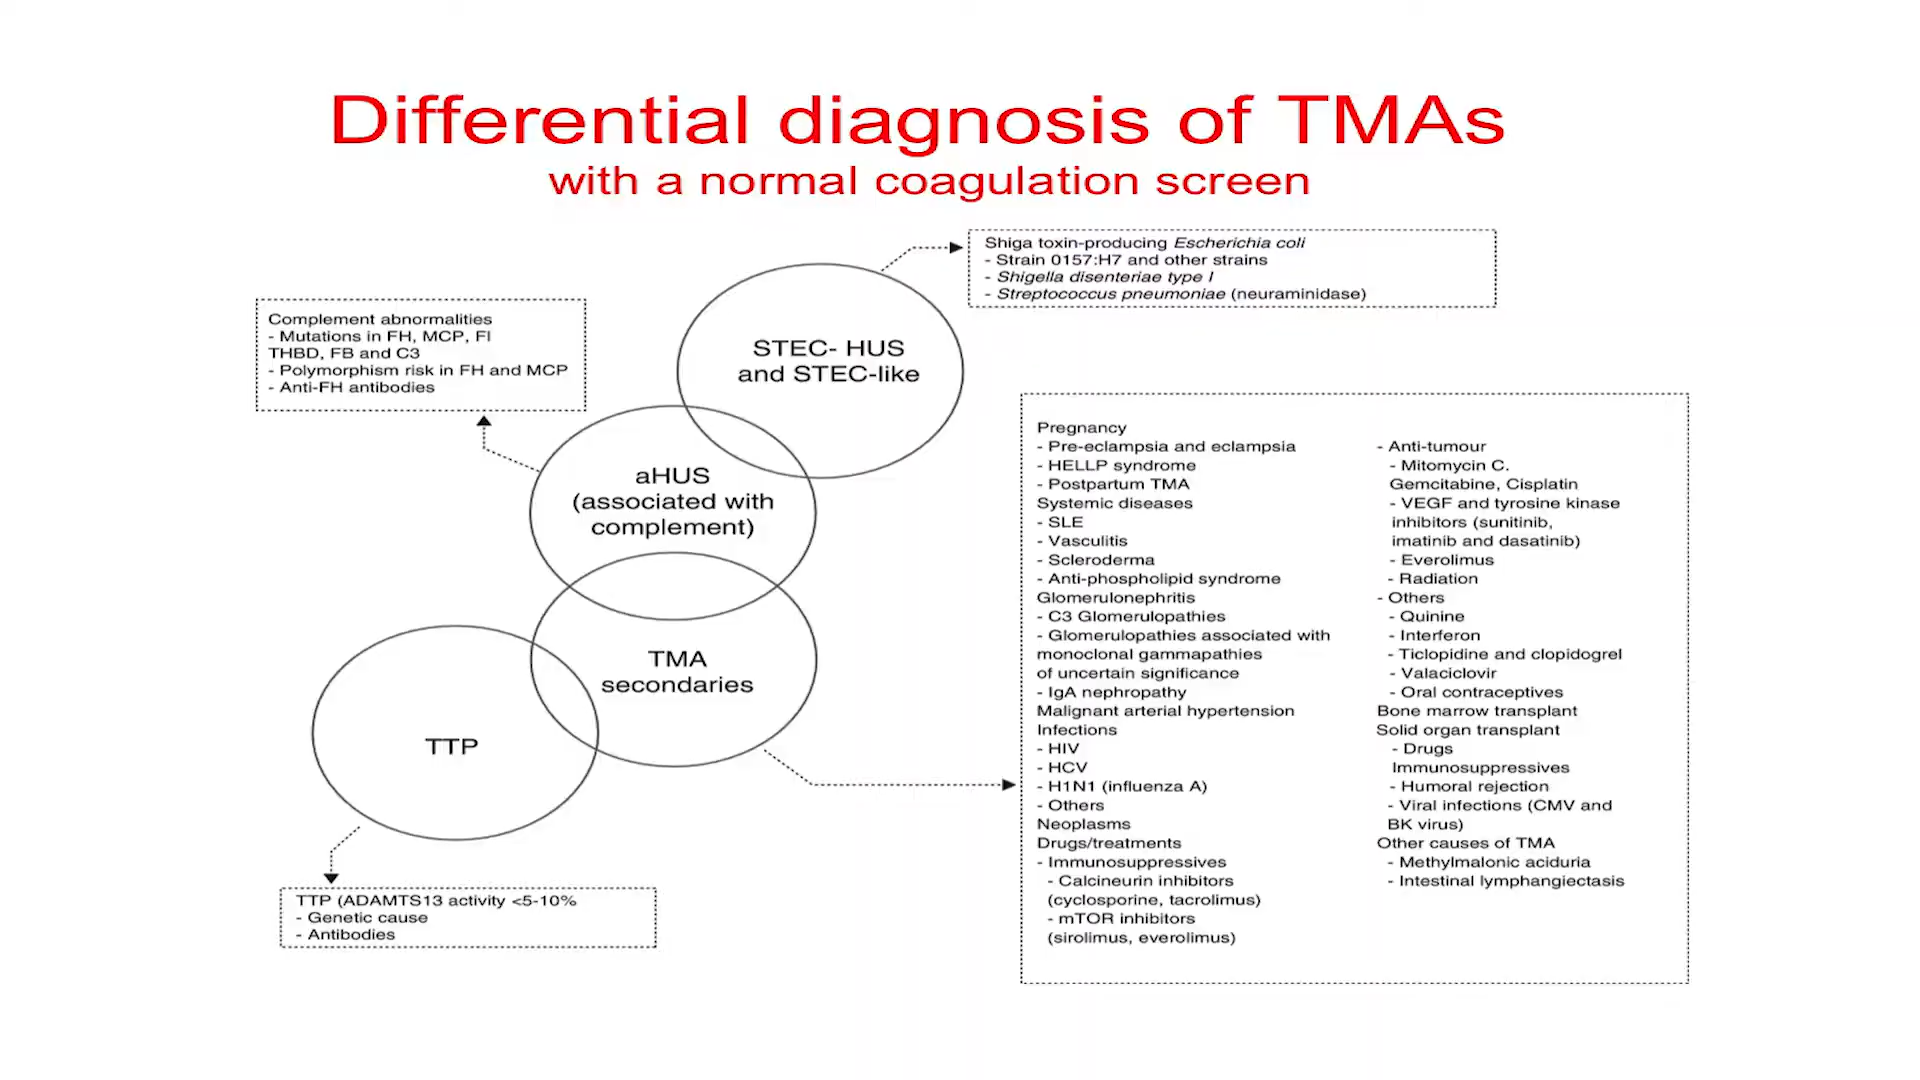 Differential diagnosis of TMAs
with a normal coagulation screen
Shiga toxin-producing Escherichia coli
- Strain 0157:H7 and other strains
- Shigella disenteriae type I
- Streptococcus pneumoniae (neuraminidase)
Complement abnormalities
- Mutations in FH, MCP, FI
THBD, FB and C3
- Polymorphism risk in FH and MCP
- Anti-FH antibodies
STEC- HUS
and STEC-like
aHUS
(associated with
complement)
TMA
secondaries
TTP
TTP (ADAMTS13 activity <5-10%
- Genetic cause
- Antibodies
Pregnancy
- Pre-eclampsia and eclampsia
- HELLP syndrome
- Postpartum TMA
Systemic diseases
- SLE
- Vasculitis
- Scleroderma
- Anti-phospholipid syndrome
Glomerulonephritis
- C3 Glomerulopathies
- Glomerulopathies associated with
monoclonal gammapathies
of uncertain significance
- IgA nephropathy
Malignant arterial hypertension
Infections
- HIV
- HCV
- H1N1 (influenza A)
- Others
Neoplasms
Drugs/treatments
- Immunosuppressives
- Calcineurin inhibitors
(cyclosporine, tacrolimus)
- mTOR inhibitors
(sirolimus, everolimus)
- Anti-tumour
- Mitomycin C.
Gemcitabine, Cisplatin
- VEGF and tyrosine kinase
inhibitors (sunitinib,
imatinib and dasatinib)
- Everolimus
- Radiation
- Others
- Quinine
- Interferon
- Ticlopidine and clopidogrel
- Valaciclovir
- Oral contraceptives
Bone marrow transplant
Solid organ transplant
- Drugs
Immunosuppressives
- Humoral rejection
- Viral infections (CMV and
BK virus)
Other causes of TMA
- Methylmalonic aciduria
- Intestinal lymphangiectasis